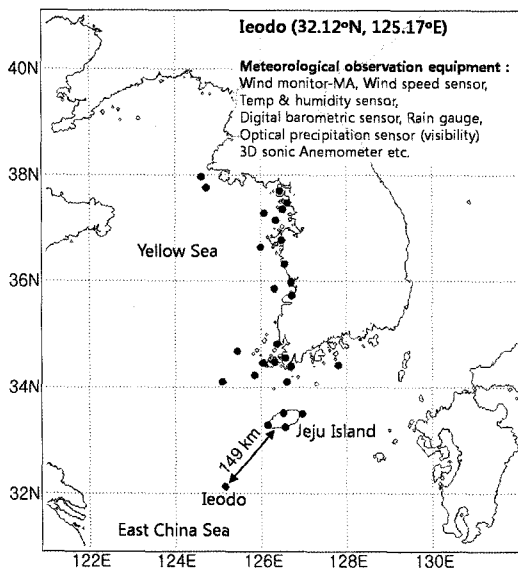 Ieodo (32.12ºN, 125.17ºE)
Meteorological observation equipment :
Wind monitor-MA, Wind speed sensor,
Temp & humidity sensor,
Digital barometric sensor, Rain gauge,
Optical precipitation sensor (visibility)
3D sonic Anemometer etc.
40N
38N
Yellow Sea
36N
34N
Jeju Island
149 km
32N
Ieodo
East China Sea
122E
124E
126E
128E
130E